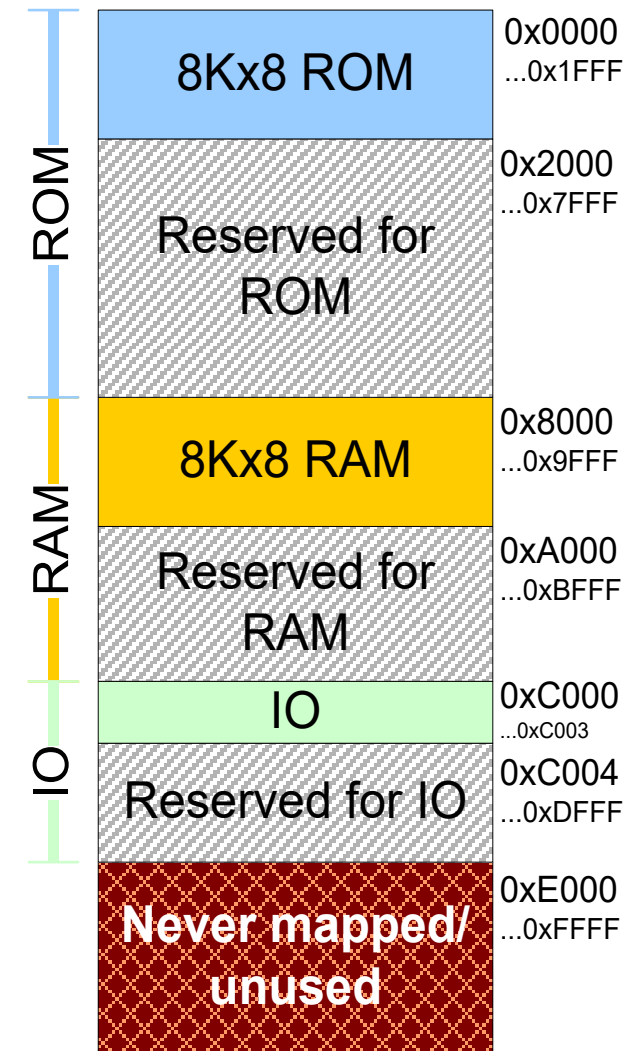 ROM
8Kx8 ROM
0x0000
...0x1FFF
Reserved for
ROM
0x2000
...0x7FFF
RAM
8Kx8 RAM
0x8000
...0x9FFF
Reserved for
RAM
0xA000
...0xBFFF
IO
IO
0xC000
...0xC003
Reserved for IO
0xC004
...0xDFFF
Never mapped/
unused
0xE000
...0xFFFF